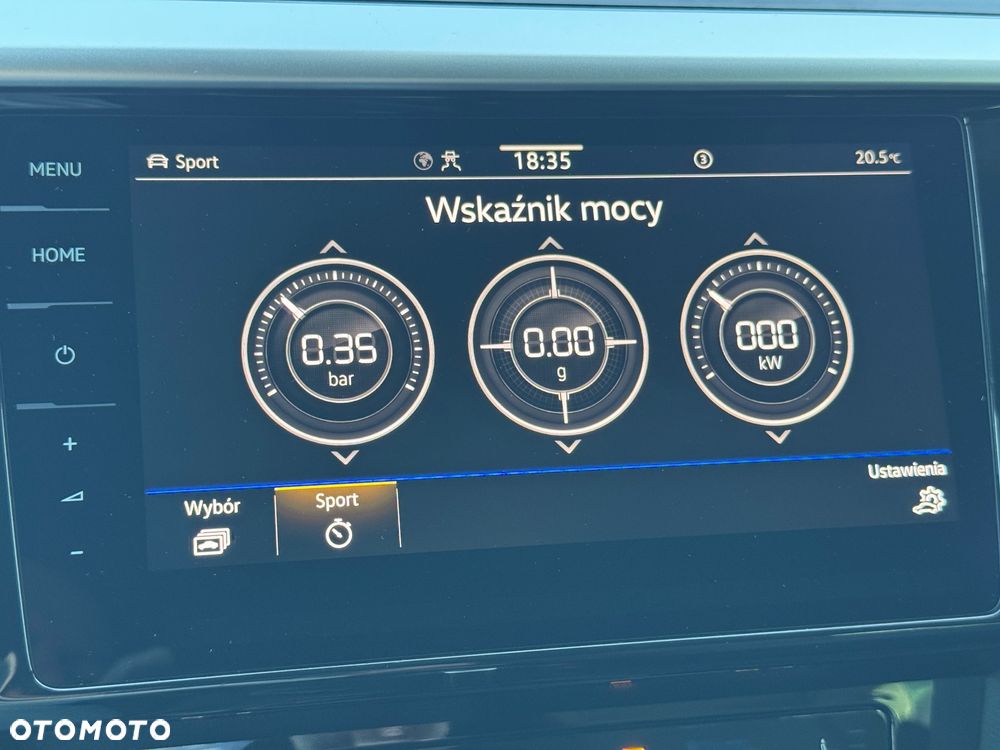 MENU
HOME
Sport
18:35
3
20.5°C
Wskaźnik mocy
0.35
bar
0.00
g
000
kW
+
-
Wybór
Sport
Ustawienia
OTOMOTO